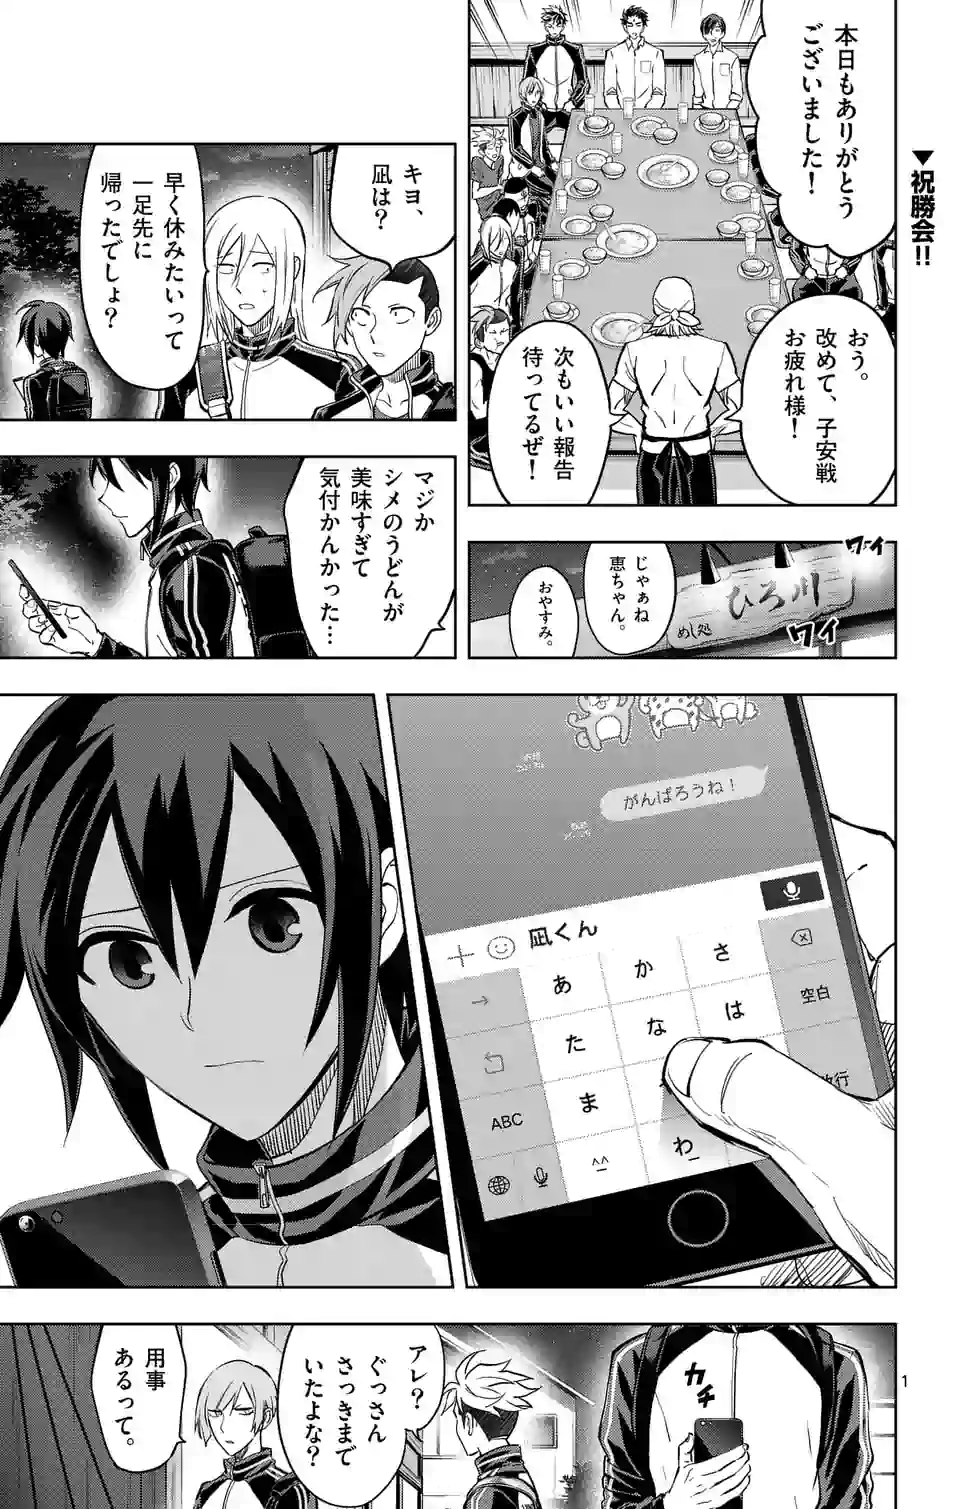 ▼祝勝会!!
本日もありがとう
ございました!
おう。
改めて、子安戦
お疲れ様!
次もいい報告
待ってるぜ!
キヨ、
凪は?
早く休みたいって
一足先に
帰ったでしょ?
ワイ
ワイ
めし処
ひろ川
じゃぁね
恵ちゃん。
おやすみ。
マジか
シメのうどんが
美味すぎて
気付かんかった…
がんばろうね!
凪くん
→
あ
か
さ
た
な
は
空白
ABC
ま
改行
^^
わ
カチ
アレ?
ぐっさん
さっきまで
いたよな?
用事
あるって。
1